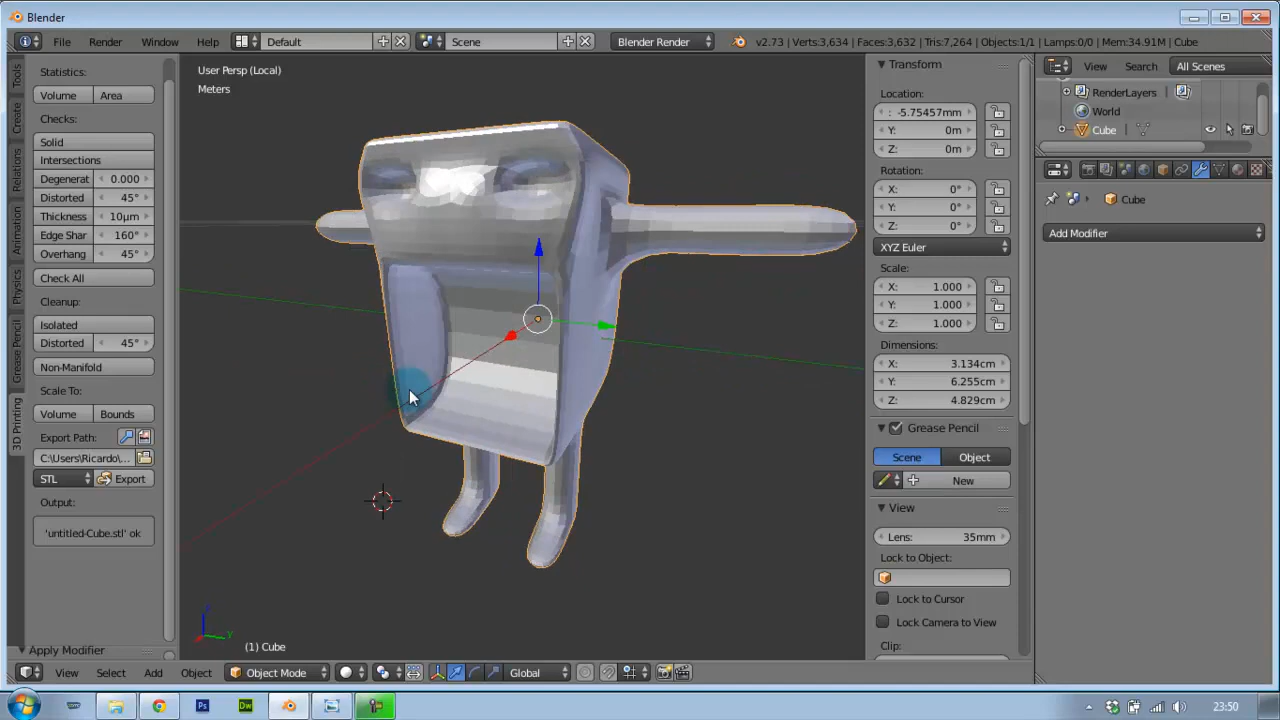 Blender
File Render Window Help Default Scene Blender Render v2.73 | Verts:3,634 | Faces:3,632 | Tris:7,264 | Objects:1/1 | Lamps:0/0 | Mem:34.91M | Cube
Tools
Create
Relations
Animation
Physics
Grease Pencil
3D Printing
Statistics:
Volume Area
Checks:
Solid
Intersections
Degenerat 0.000
Distorted 45°
Thickness 10µm
Edge Shar 160°
Overhang 45°
Check All
Cleanup:
Isolated
Distorted 45°
Non-Manifold
Scale To:
Volume Bounds
Export Path:
C:\Users\Ricardo\...
STL Export
Output:
'untitled-Cube.stl' ok
Apply Modifier
User Persp (Local)
Meters
Z
Y
(1) Cube
View Select Add Object Object Mode Global
Transform
Location:
: -5.75457mm
Y: 0m
Z: 0m
Rotation:
X: 0°
Y: 0°
Z: 0°
XYZ Euler
Scale:
X: 1.000
Y: 1.000
Z: 1.000
Dimensions:
X: 3.134cm
Y: 6.255cm
Z: 4.829cm
Grease Pencil
Scene Object
New
View
Lens: 35mm
Lock to Object:
Lock to Cursor
Lock Camera to View
Clip:
View Search All Scenes
RenderLayers
World
Cube
Cube
Add Modifier
Ps Dw 23:50